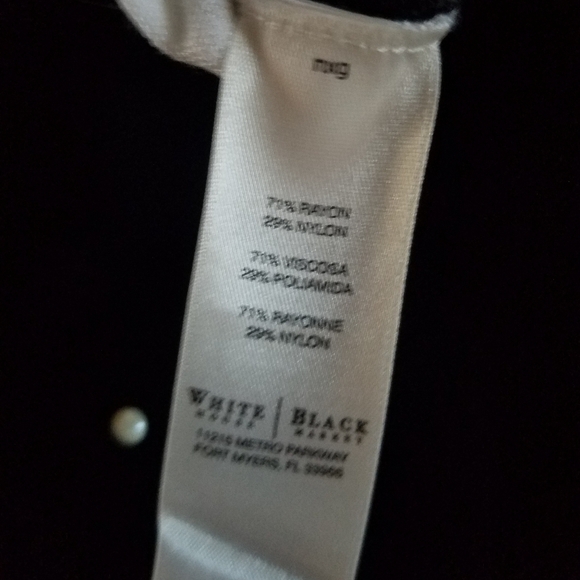 nxg
71% RAYON
29% NYLON
71% VISCOSA
29% POLIAMIDA
71% RAYONNE
29% NYLON
WHITE | BLACK
HOUSE MARKET
11215 METRO PARKWAY
FORT MYERS, FL 33966